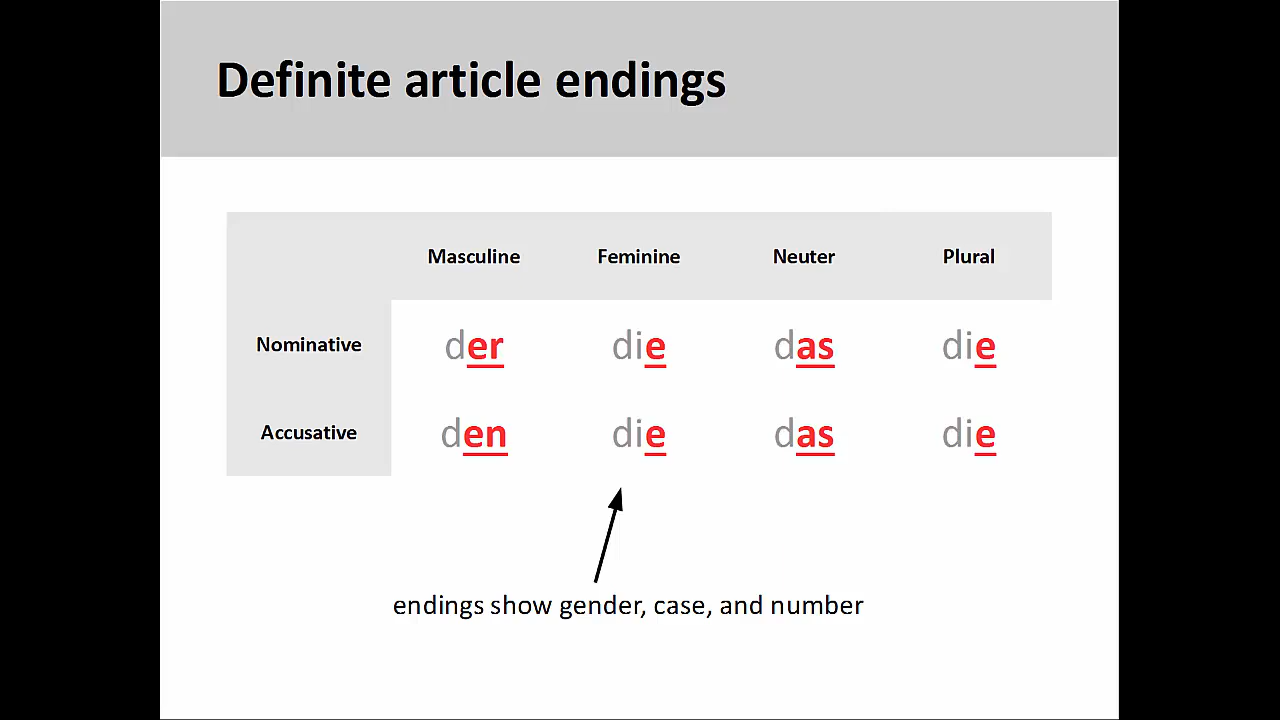 Definite article endings
Masculine Feminine Neuter Plural
Nominative der die das die
Accusative den die das die
endings show gender, case, and number